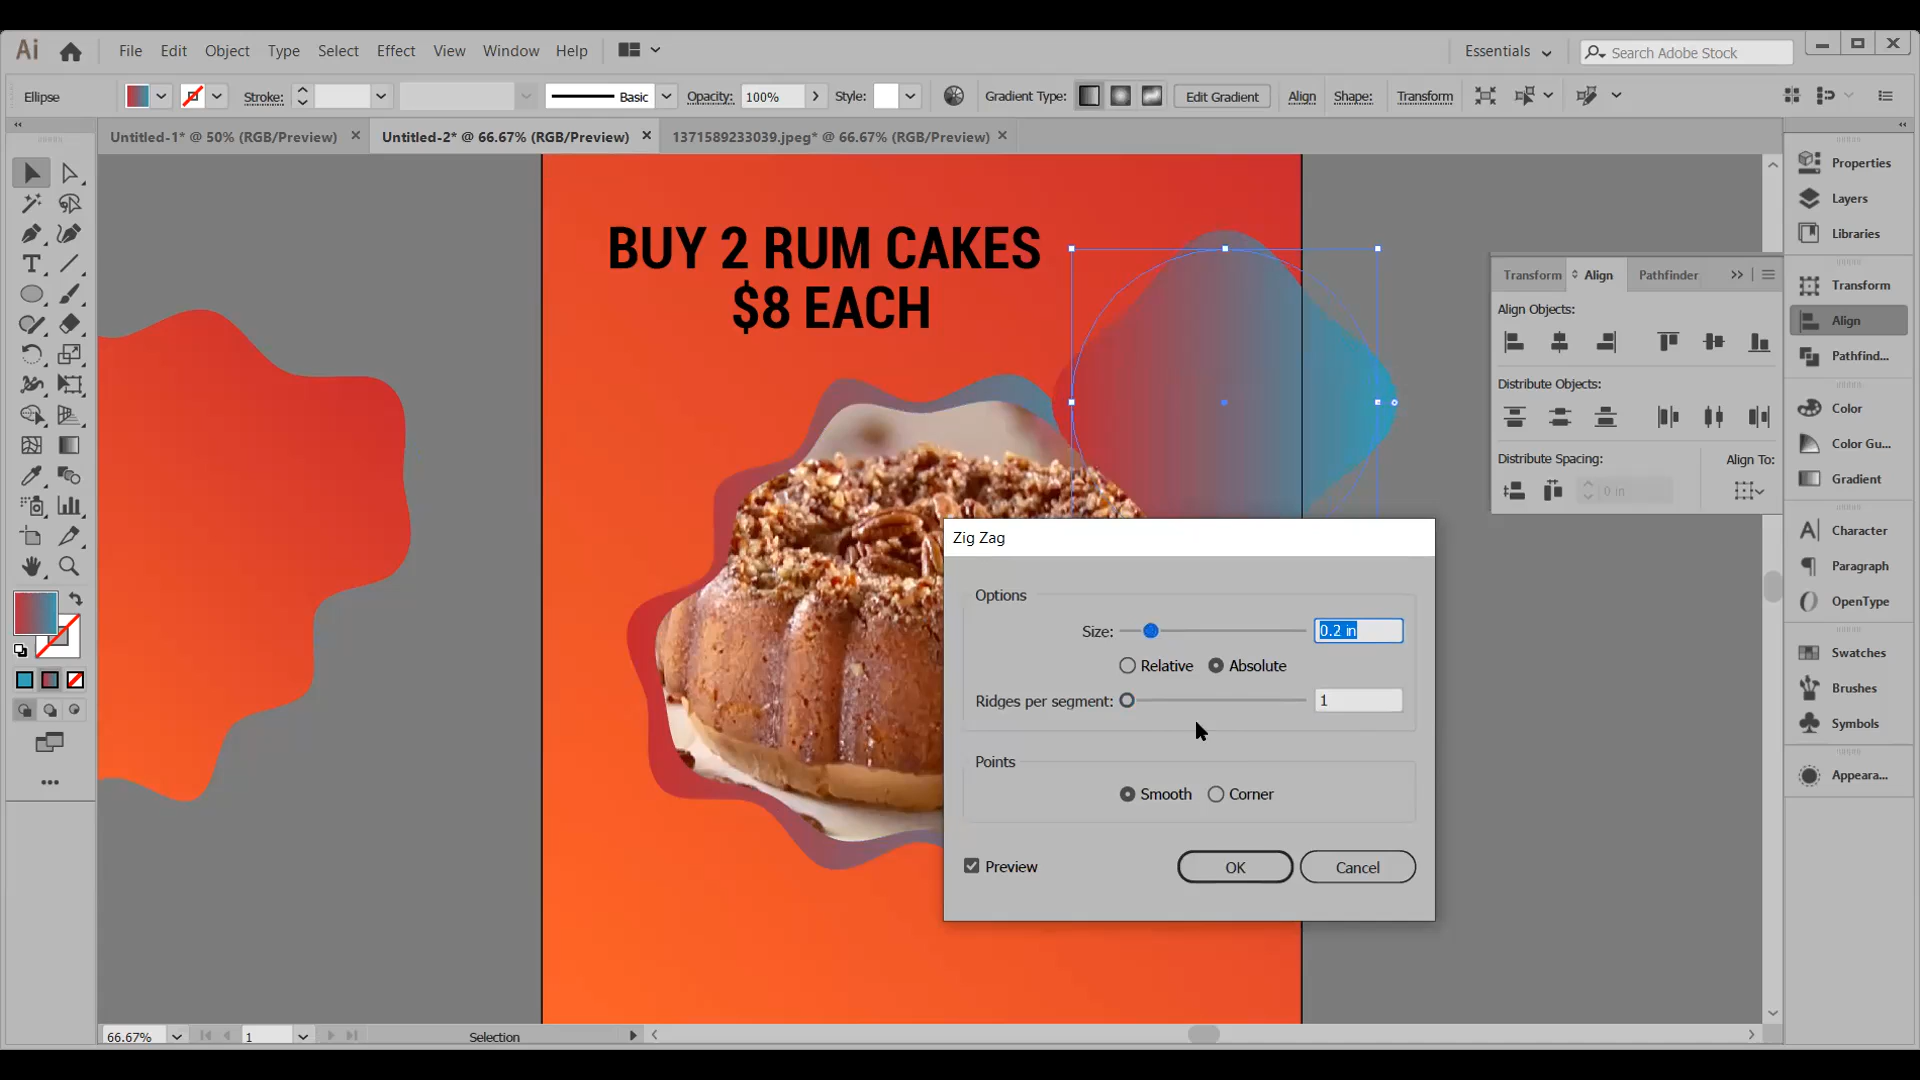 Ai File Edit Object Type Select Effect View Window Help Essentials Search Adobe Stock
Ellipse Stroke: Basic Opacity: 100% Style: Gradient Type: Edit Gradient Align Shape: Transform
Untitled-1* @ 50% (RGB/Preview) Untitled-2* @ 66.67% (RGB/Preview) 1371589233039.jpeg* @ 66.67% (RGB/Preview)
BUY 2 RUM CAKES
$8 EACH
Transform Align Pathfinder
Align Objects:
Distribute Objects:
Distribute Spacing: Align To:
0 in
Properties
Layers
Libraries
Transform
Align
Pathfind...
Color
Color Gu...
Gradient
Character
Paragraph
OpenType
Swatches
Brushes
Symbols
Appeara...
Zig Zag
Options
Size: 0.2 in
Relative Absolute
Ridges per segment: 1
Points
Smooth Corner
Preview OK Cancel
66.67% 1 Selection